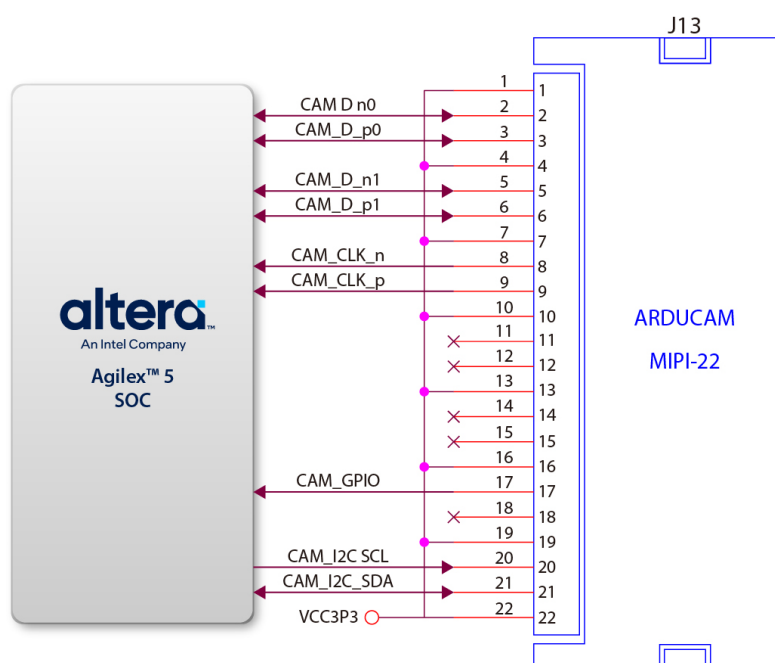 J13
1 1
CAM D n0 2 2
CAM_D_p0 3 3
4 4
CAM_D_n1 5 5
CAM_D_p1 6 6
7 7
CAM_CLK_n 8 8
CAM_CLK_p 9 9
10 10
11 11
12 12
13 13
14 14
15 15
16 16
CAM_GPIO 17 17
18 18
19 19
CAM_I2C SCL 20 20
CAM_I2C_SDA 21 21
VCC3P3 22 22
altera™
An Intel Company
Agilex™ 5
SOC
ARDUCAM
MIPI-22